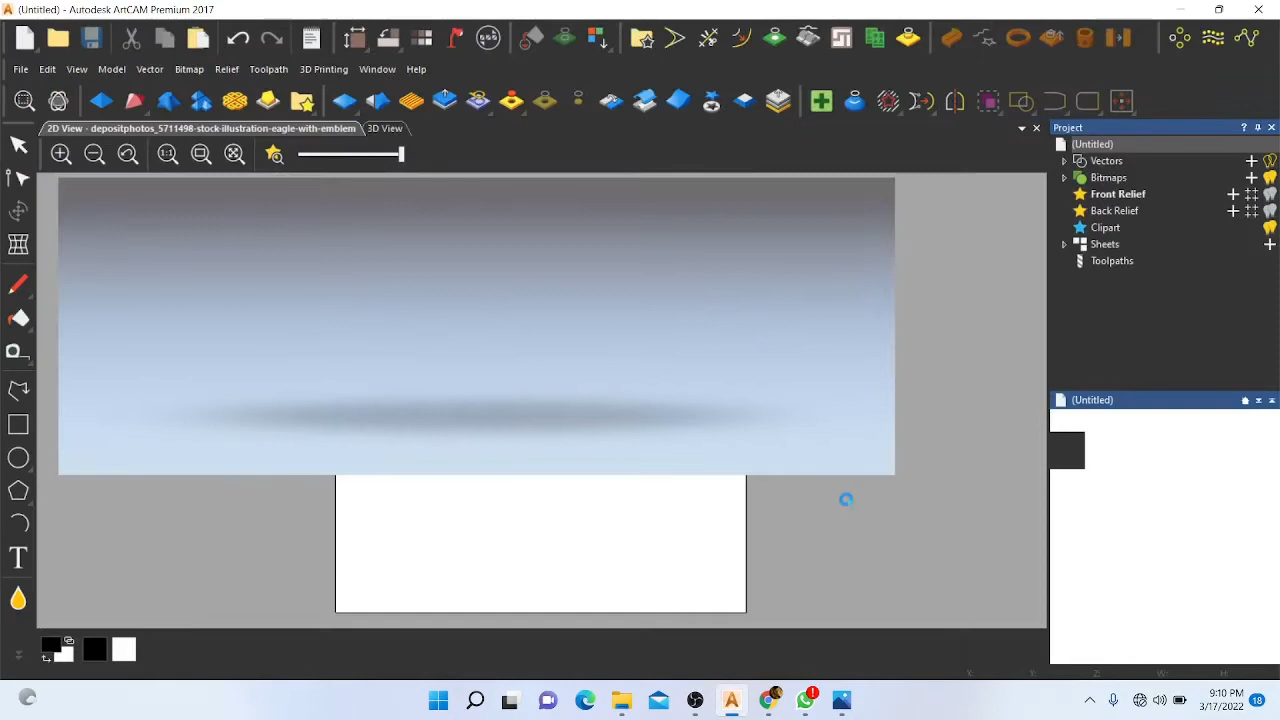 (Untitled) - Autodesk ArtCAM Premium 2017
File Edit View Model Vector Bitmap Relief Toolpath 3D Printing Window Help
2D View - depositphotos_5711498-stock-illustration-eagle-with-emblem
3D View
1:1
Project
(Untitled)
Vectors
Bitmaps
Front Relief
Back Relief
Clipart
Sheets
Toolpaths
(Untitled)
T
X: Y: Z: W: H:
9:10 PM
3/17/2022
18